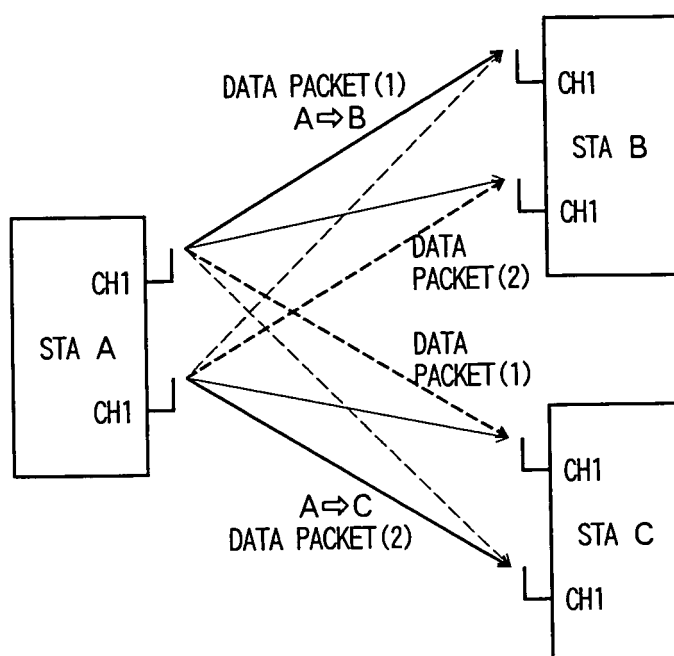 DATA PACKET(1)
A⇨B
CH1
STA B
CH1
DATA
PACKET(2)
CH1
STA A
CH1
DATA
PACKET(1)
A⇨C
DATA PACKET(2)
CH1
STA C
CH1